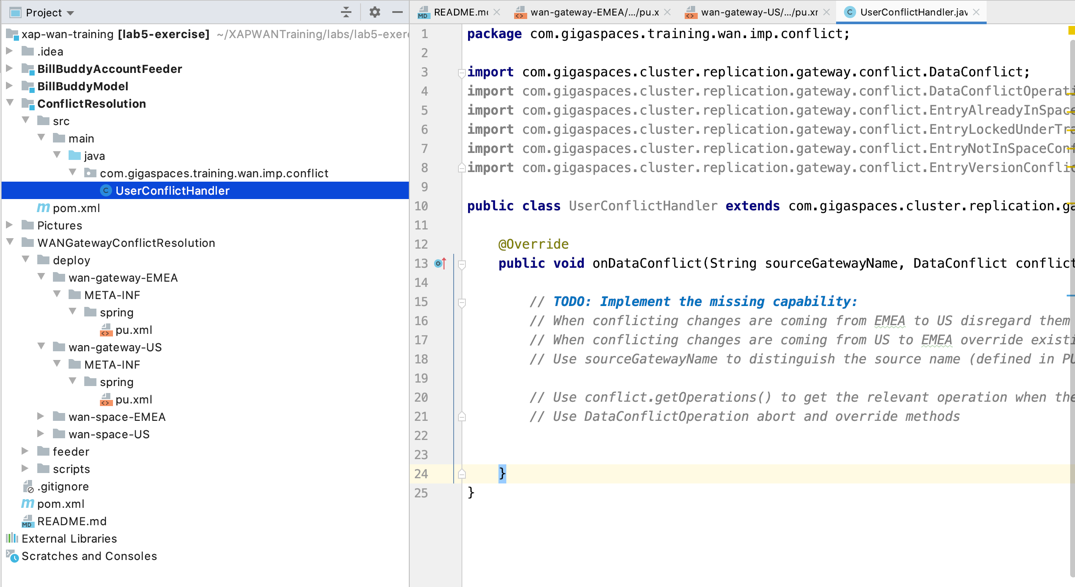 Project
README.m
wan-gateway-EMEA/.../pu.x
wan-gateway-US/.../pu.xm
UserConflictHandler.jav
xap-wan-training [lab5-exercise] ~/XAPWANTraining/labs/lab5-exer
.idea
BillBuddyAccountFeeder
BillBuddyModel
ConflictResolution
src
main
java
com.gigaspaces.training.wan.imp.conflict
UserConflictHandler
pom.xml
Pictures
WANGatewayConflictResolution
deploy
wan-gateway-EMEA
META-INF
spring
pu.xml
wan-gateway-US
META-INF
spring
pu.xml
wan-space-EMEA
wan-space-US
feeder
scripts
.gitignore
pom.xml
README.md
External Libraries
Scratches and Consoles
1 package com.gigaspaces.training.wan.imp.conflict;
2
3 import com.gigaspaces.cluster.replication.gateway.conflict.DataConflict;
4 import com.gigaspaces.cluster.replication.gateway.conflict.DataConflictOperati
5 import com.gigaspaces.cluster.replication.gateway.conflict.EntryAlreadyInSpace
6 import com.gigaspaces.cluster.replication.gateway.conflict.EntryLockedUnderTra
7 import com.gigaspaces.cluster.replication.gateway.conflict.EntryNotInSpaceConf
8 import com.gigaspaces.cluster.replication.gateway.conflict.EntryVersionConflic
9
10 public class UserConflictHandler extends com.gigaspaces.cluster.replication.ga
11
12 @Override
13 public void onDataConflict(String sourceGatewayName, DataConflict conflict
14
15 // TODO: Implement the missing capability:
16 // When conflicting changes are coming from EMEA to US disregard them
17 // When conflicting changes are coming from US to EMEA override existi
18 // Use sourceGatewayName to distinguish the source name (defined in PU
19
20 // Use conflict.getOperations() to get the relevant operation when the
21 // Use DataConflictOperation abort and override methods
22
23
24 }
25 }